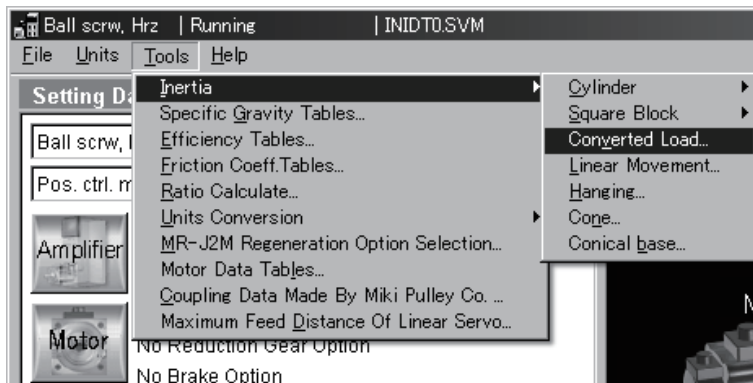 Ball scrw, Hrz | Running | INIDT0.SVM
File Units Tools Help
Setting
Ball scrw,
Pos. ctrl.
Amplifier
Motor
No Reduction Gear Option
No Brake Option
Inertia
Specific Gravity Tables...
Efficiency Tables...
Friction Coeff.Tables...
Ratio Calculate...
Units Conversion
MR-J2M Regeneration Option Selection...
Motor Data Tables...
Coupling Data Made By Miki Pulley Co. ...
Maximum Feed Distance Of Linear Servo...
Cylinder
Square Block
Converted Load...
Linear Movement...
Hanging...
Cone...
Conical base...